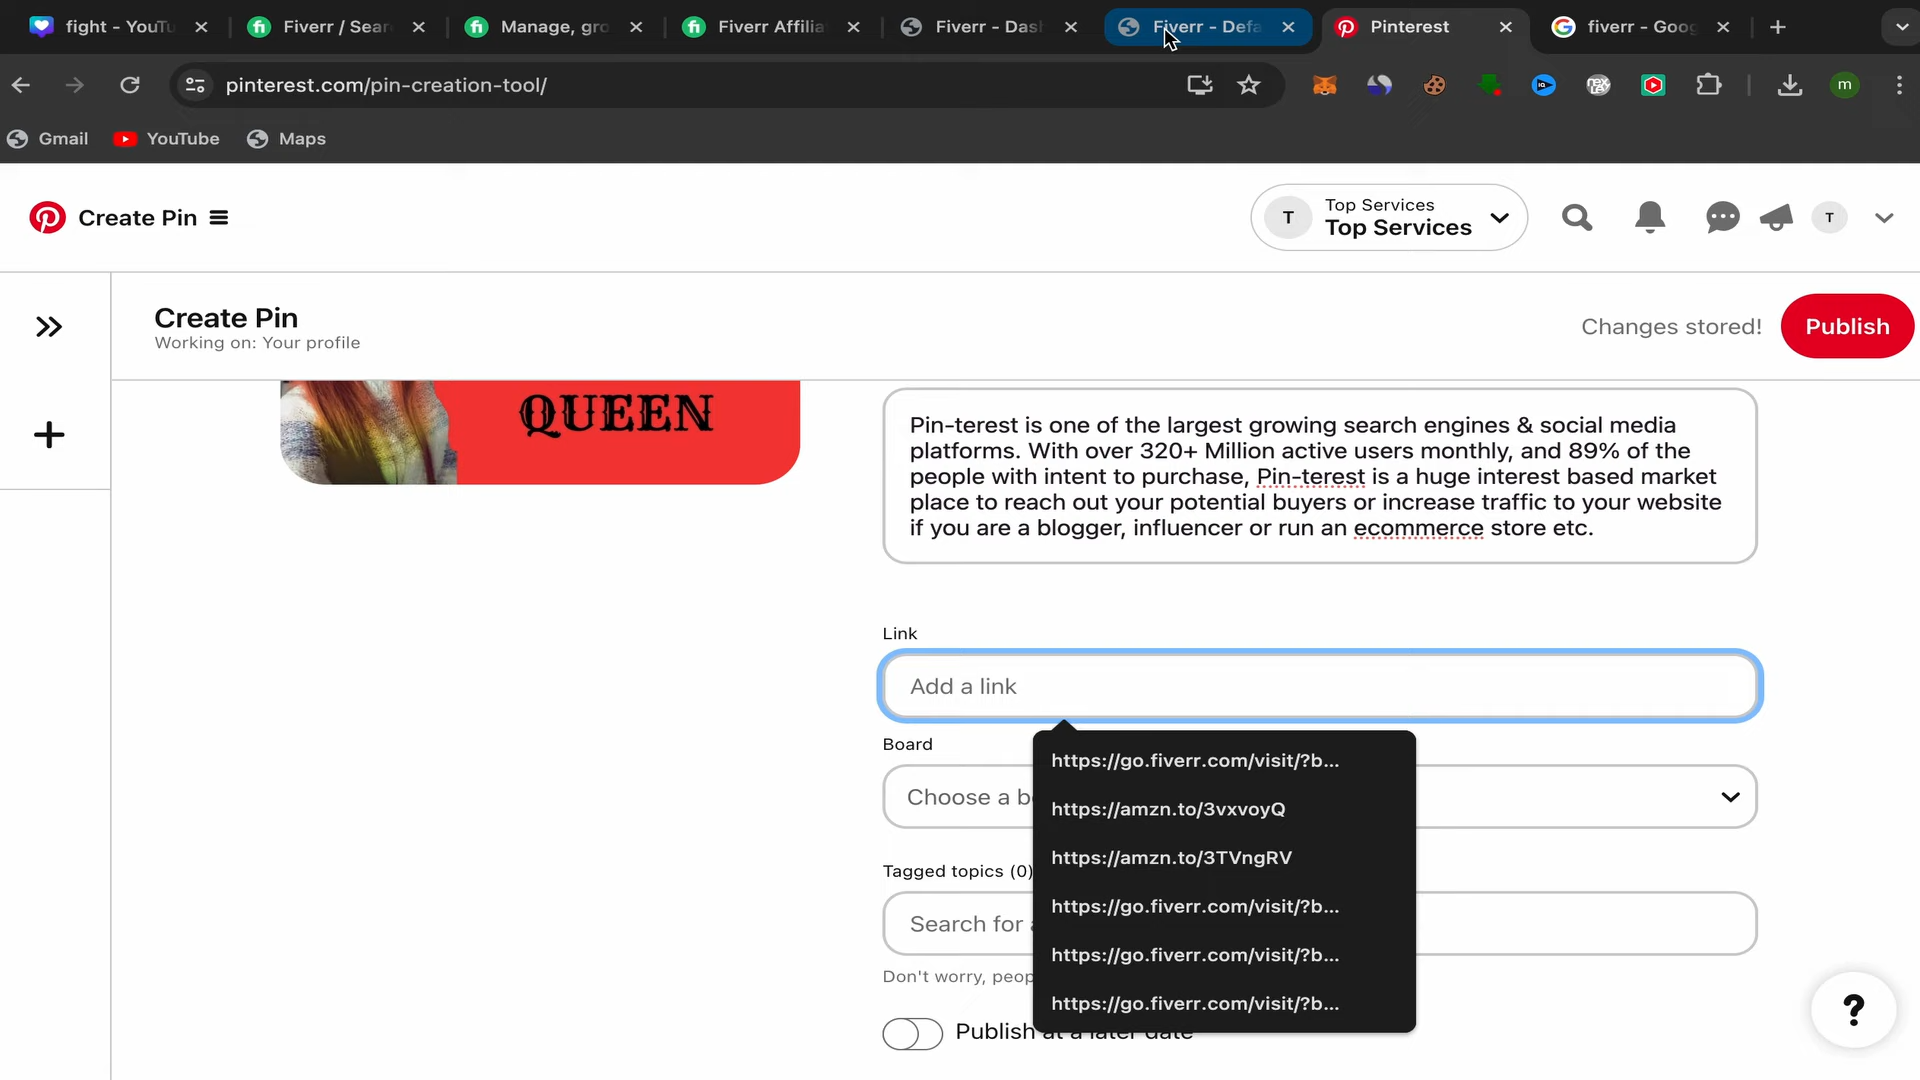 fight - YouTu
Fiverr / Sear
Manage, gro
Fiverr Affilia
Fiverr - Dash
Fiverr - Defa
Pinterest
fiverr - Goog
pinterest.com/pin-creation-tool/
m
Gmail
YouTube
Maps
Create Pin
T
Top Services
Top Services
T
Create Pin
Working on: Your profile
Changes stored!
Publish
QUEEN
Pin-terest is one of the largest growing search engines & social media
platforms. With over 320+ Million active users monthly, and 89% of the
people with intent to purchase, Pin-terest is a huge interest based market
place to reach out your potential buyers or increase traffic to your website
if you are a blogger, influencer or run an ecommerce store etc.
Link
Add a link
Board
Choose a bo
https://go.fiverr.com/visit/?b...
https://amzn.to/3vxvoyQ
https://amzn.to/3TVngRV
https://go.fiverr.com/visit/?b...
https://go.fiverr.com/visit/?b...
https://go.fiverr.com/visit/?b...
Tagged topics (0)
Search for a
Don't worry, peop
Publish at a later date
?